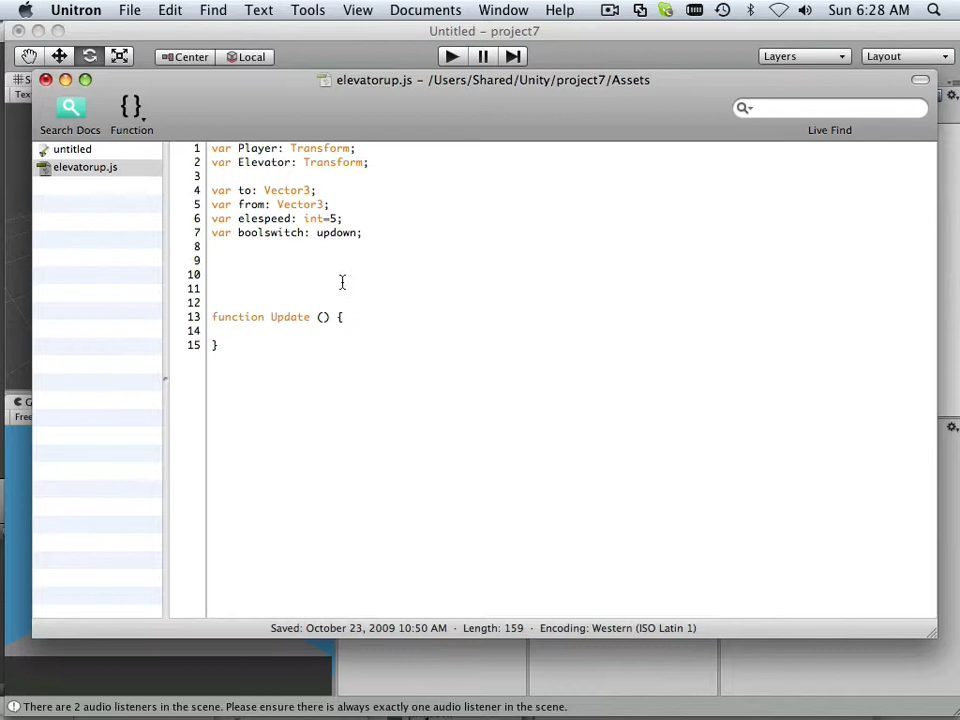 Unitron File Edit Find Text Tools View Documents Window Help Sun 6:28 AM
Untitled - project7
Center Local Layers Layout
elevatorup.js – /Users/Shared/Unity/project7/Assets
Search Docs Function Live Find
untitled
elevatorup.js
1 var Player: Transform;
2 var Elevator: Transform;
3
4 var to: Vector3;
5 var from: Vector3;
6 var elespeed: int=5;
7 var boolswitch: updown;
8
9
10
11
12
13 function Update () {
14
15 }
Tex
Free
Saved: October 23, 2009 10:50 AM · Length: 159 · Encoding: Western (ISO Latin 1)
There are 2 audio listeners in the scene. Please ensure there is always exactly one audio listener in the scene.